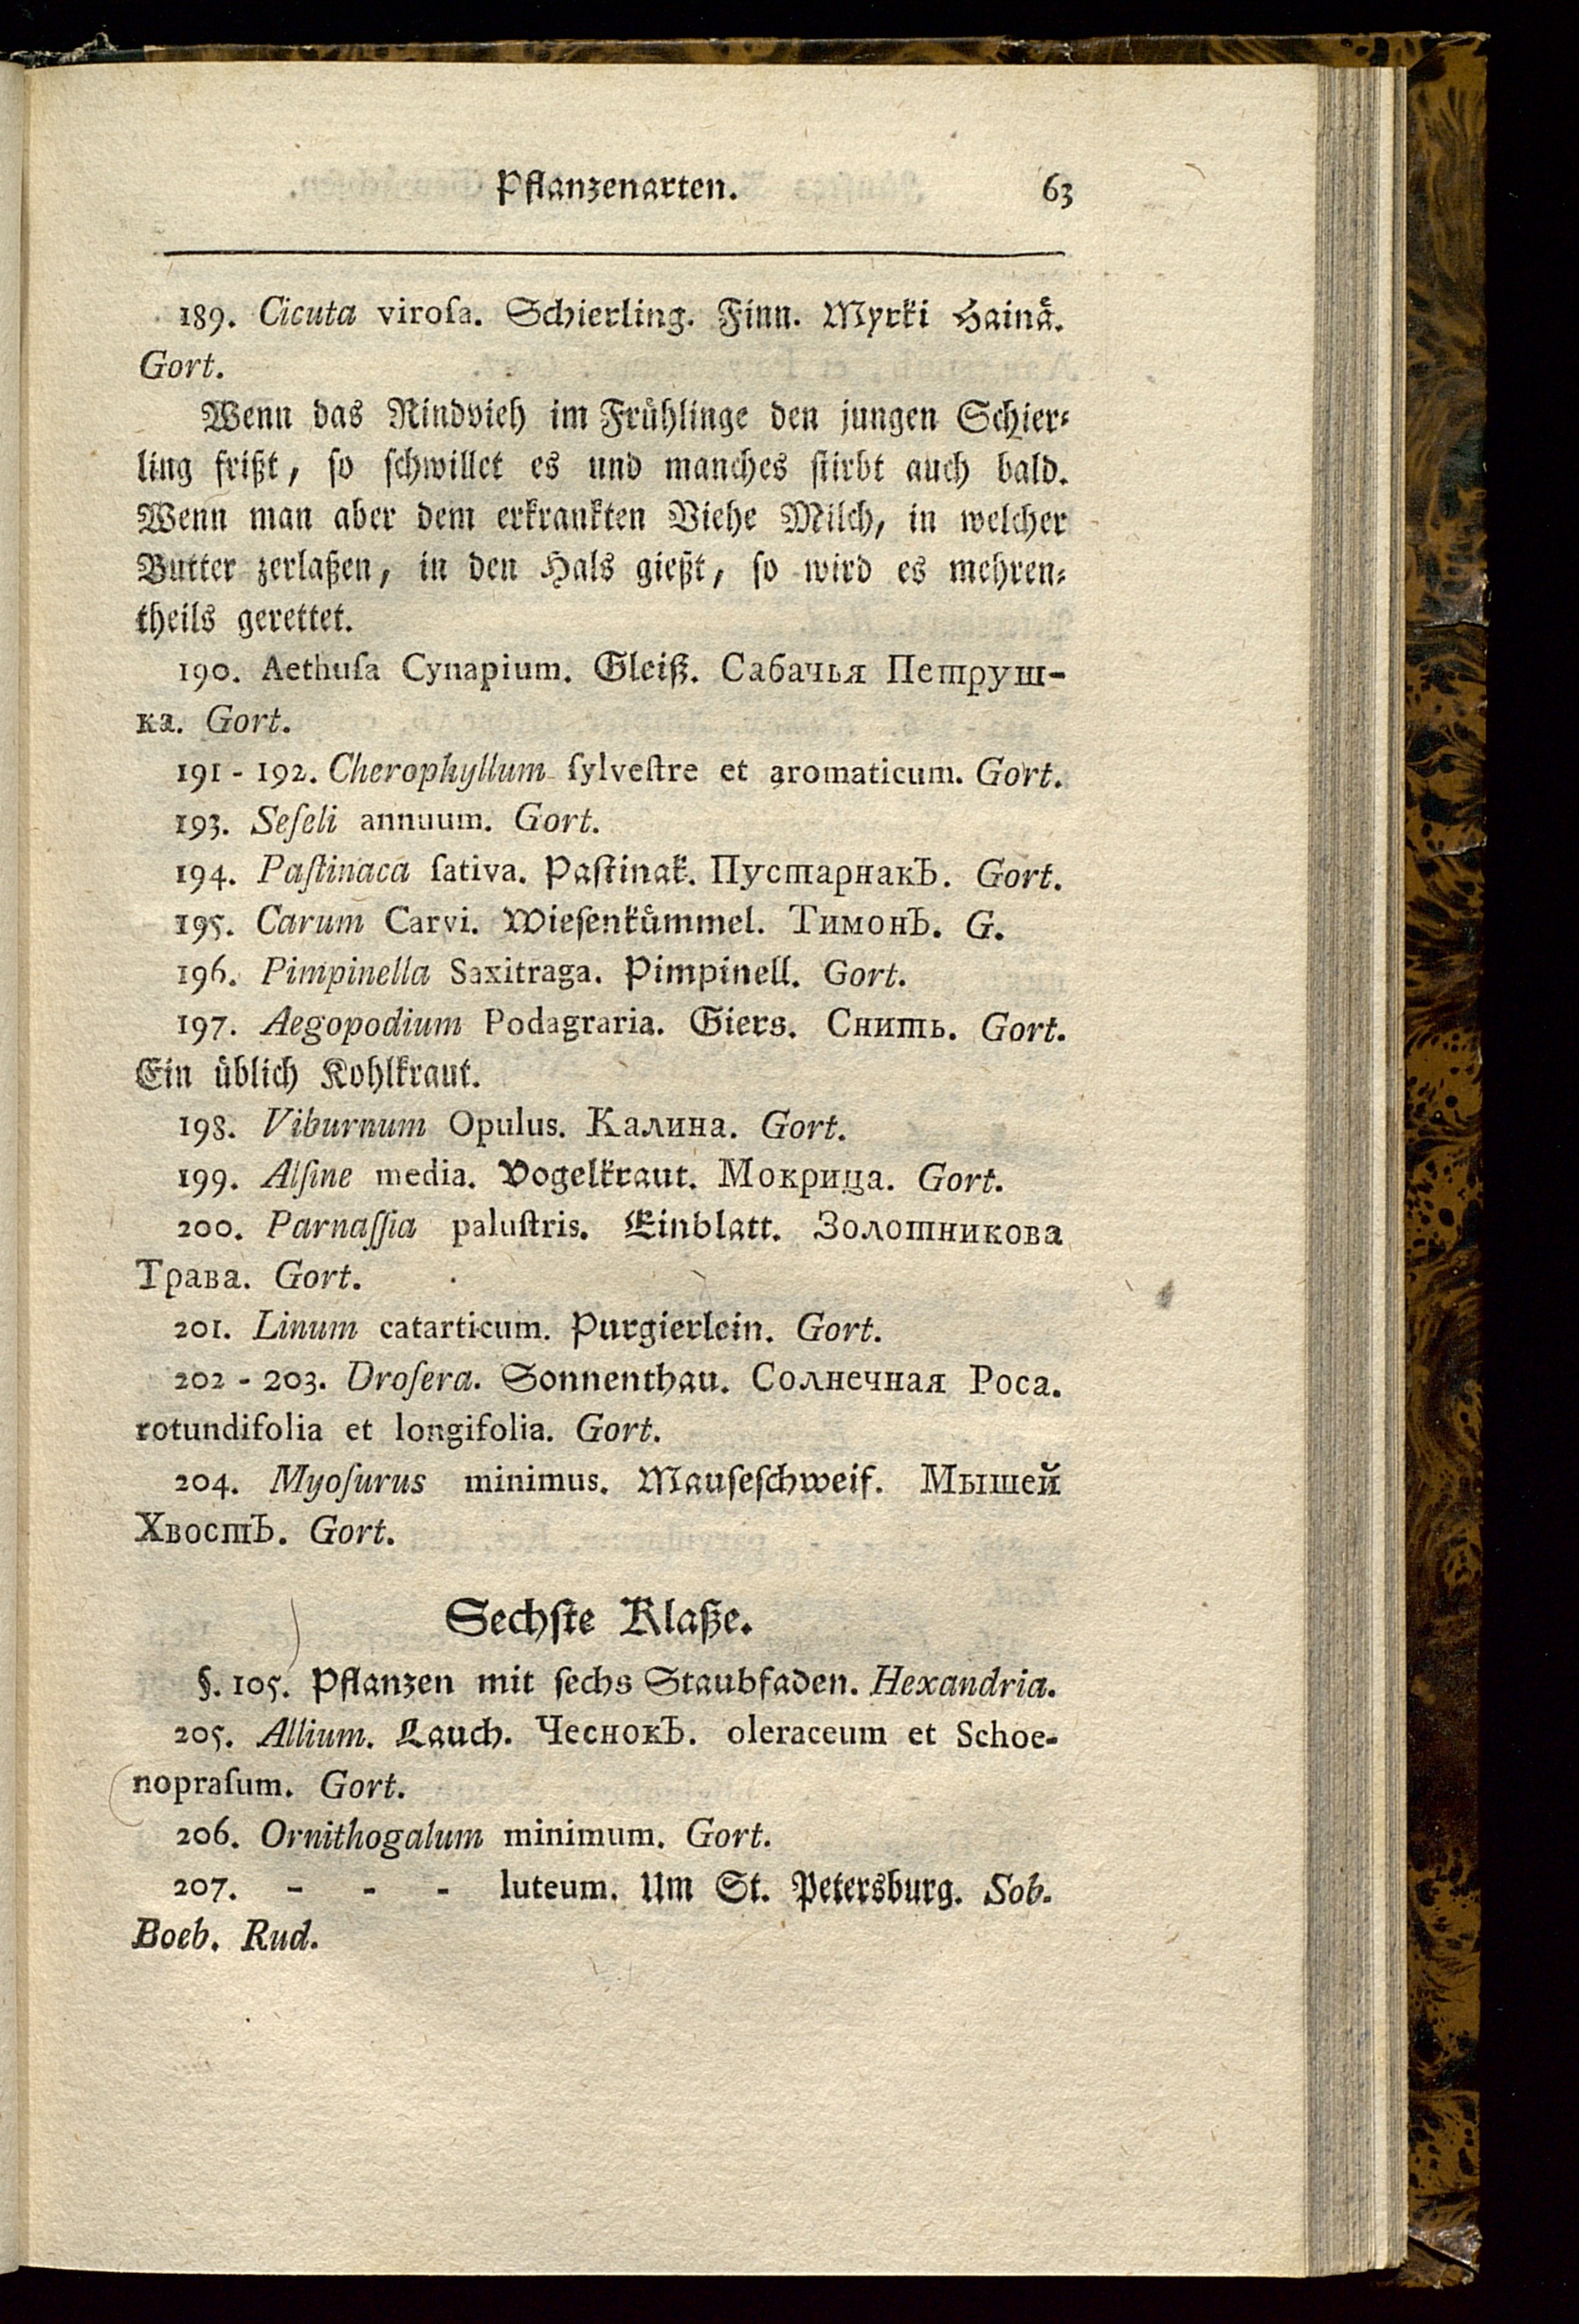 Pflanzenarten. 63
189. Cicuta viroſa. Schierling. Finn. Myrki Hainå.
Gort.
Wenn das Rindvieh im Frühlinge den jungen Schier⸗
ling frißt, ſo ſchwillet es und manches ſtirbt auch bald.
Wenn man aber dem erkrankten Viehe Milch, in welcher
Butter zerlaßen, in den Hals gießt, ſo wird es mehren⸗
theils gerettet.
190. Aethuſa Cynapium. Gleiß. Сабачья Петруш-
ка. Gort.
191 - 192. Cherophyllum ſylveſtre et aromaticum. Gort.
193. Seſeli annuum. Gort.
194. Paſtinaca ſativa. Paſtinak. Пустарнакъ. Gort.
195. Carum Carvi. Wieſenkümmel. Тимонъ. G.
196. Pimpinella Saxitraga. Pimpinell. Gort.
197. Aegopodium Podagraria. Giers. Снить. Gort.
Ein üblich Kohlkraut.
198. Viburnum Opulus. Калина. Gort.
199. Alſine media. Vogelkraut. Мокрица. Gort.
200. Parnaſſia paluſtris. Einblatt. Золотникова
Трава. Gort.
201. Linum catarticum. Purgierlein. Gort.
202 - 203. Droſera. Sonnenthau. Солнечная Роса.
rotundifolia et longifolia. Gort.
204. Myoſurus minimus. Mauſeſchweif. Мышей
Хвостъ. Gort.
Sechſte Klaße.
§. 105. Pflanzen mit ſechs Staubfaden. Hexandria.
205. Allium. Lauch. Чеснокъ. oleraceum et Schoe-
nopraſum. Gort.
206. Ornithogalum minimum. Gort.
207. - - - luteum. Um St. Petersburg. Sob.
Boeb. Rud.